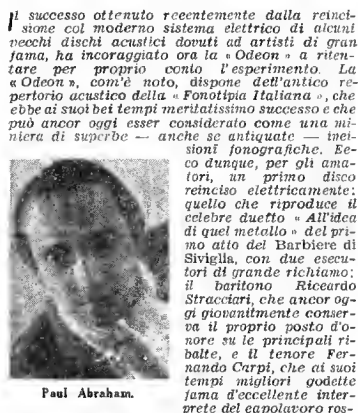 Il successo ottenuto recentemente dalla reinci-
sione col moderno sistema elettrico di alcuni
vecchi dischi acustici dovuti ad artisti di gran
fama, ha incoraggiato ora la « Odeon » a riten-
tare per proprio conto l'esperimento. La
« Odeon », com'è noto, dispone dell'antico re-
pertorio acustico della « Fonotipia Italiana », che
ebbe ai suoi bei tempi meritatissimo successo e che
può ancor oggi esser considerato come una mi-
niera di superbe — anche se antiquate — inci-
sioni fonografiche. Ec-
co dunque, per gli ama-
tori, un primo disco
reinciso elettricamente:
quello che riproduce il
celebre duetto « All'idea
di quel metallo » del pri-
mo atto del Barbiere di
Siviglia, con due esecu-
tori di grande richiamo:
il baritono Riccardo
Stracciari, che ancor og-
gi giovanilmente conser-
va il proprio posto d'o-
nore su le principali ri-
balte, e il tenore Fer-
nando Carpi, che ai suoi
tempi migliori godette
fama d'eccellente inter-
prete del capolavoro ros-
Paul Abraham.